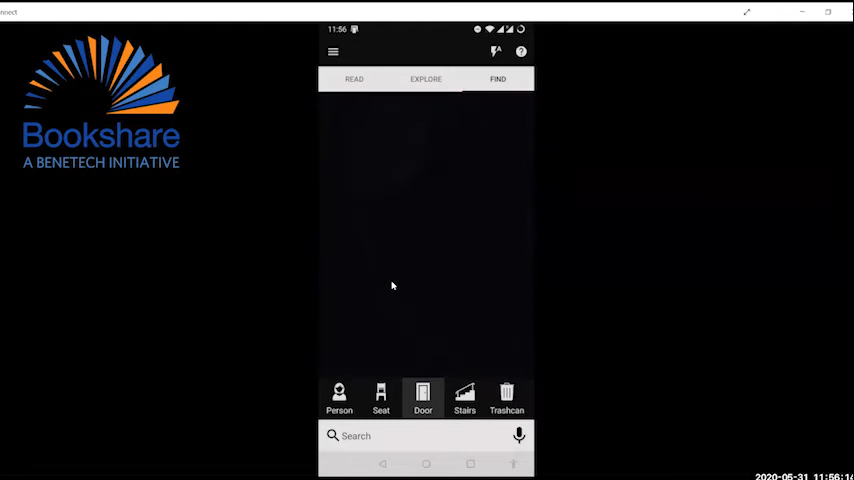 nnect
Bookshare
A BENETECH INITIATIVE
11:56
READ EXPLORE FIND
Person Seat Door Stairs Trashcan
Search
2020-05-31 11:56:14